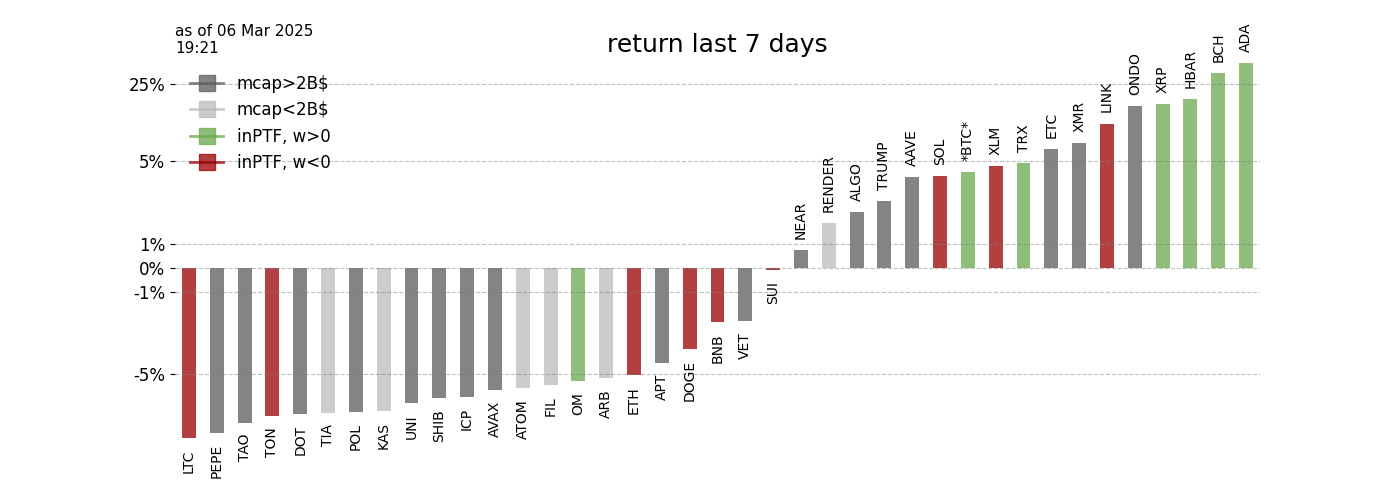 as of 06 Mar 2025
19:21
return last 7 days
mcap>2B$
mcap<2B$
inPTF, w>0
inPTF, w<0
25%
5%
1%
0%
-1%
-5%
LTC
PEPE
TAO
TON
DOT
TIA
POL
KAS
UNI
SHIB
ICP
AVAX
ATOM
FIL
OM
ARB
ETH
APT
DOGE
BNB
VET
SUI
NEAR
RENDER
ALGO
TRUMP
AAVE
SOL
*BTC*
XLM
TRX
ETC
XMR
LINK
ONDO
XRP
HBAR
BCH
ADA